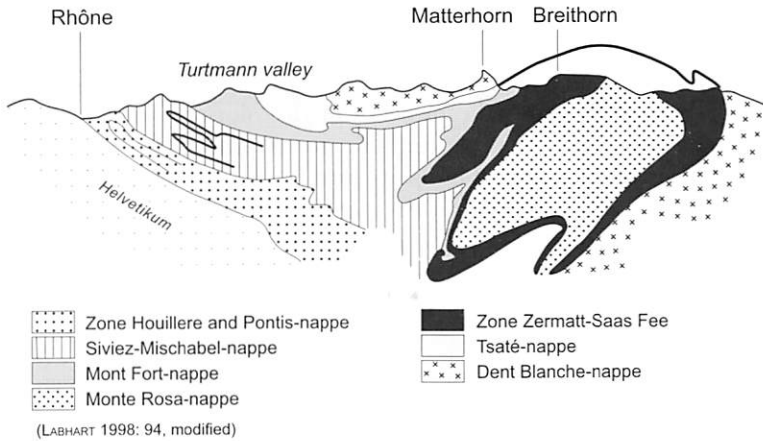 Rhône
Matterhorn Breithorn
Turtmann valley
Helvetikum
Zone Houillere and Pontis-nappe
Siviez-Mischabel-nappe
Mont Fort-nappe
Monte Rosa-nappe
Zone Zermatt-Saas Fee
Tsaté-nappe
Dent Blanche-nappe
(LABHART 1998: 94, modified)